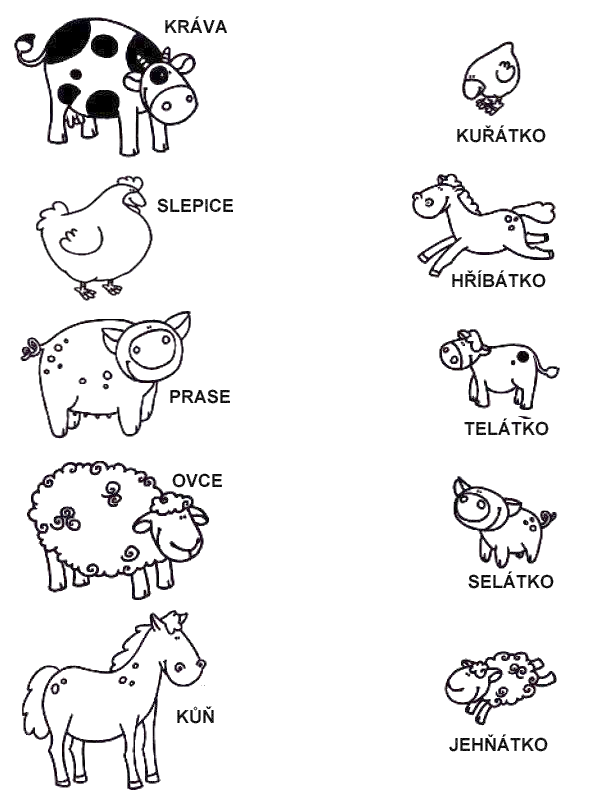 KRÁVA
KUŘÁTKO
SLEPICE
HŘÍBÁTKO
PRASE
TELÁTKO
OVCE
SELÁTKO
KŮŇ
JEHŇÁTKO